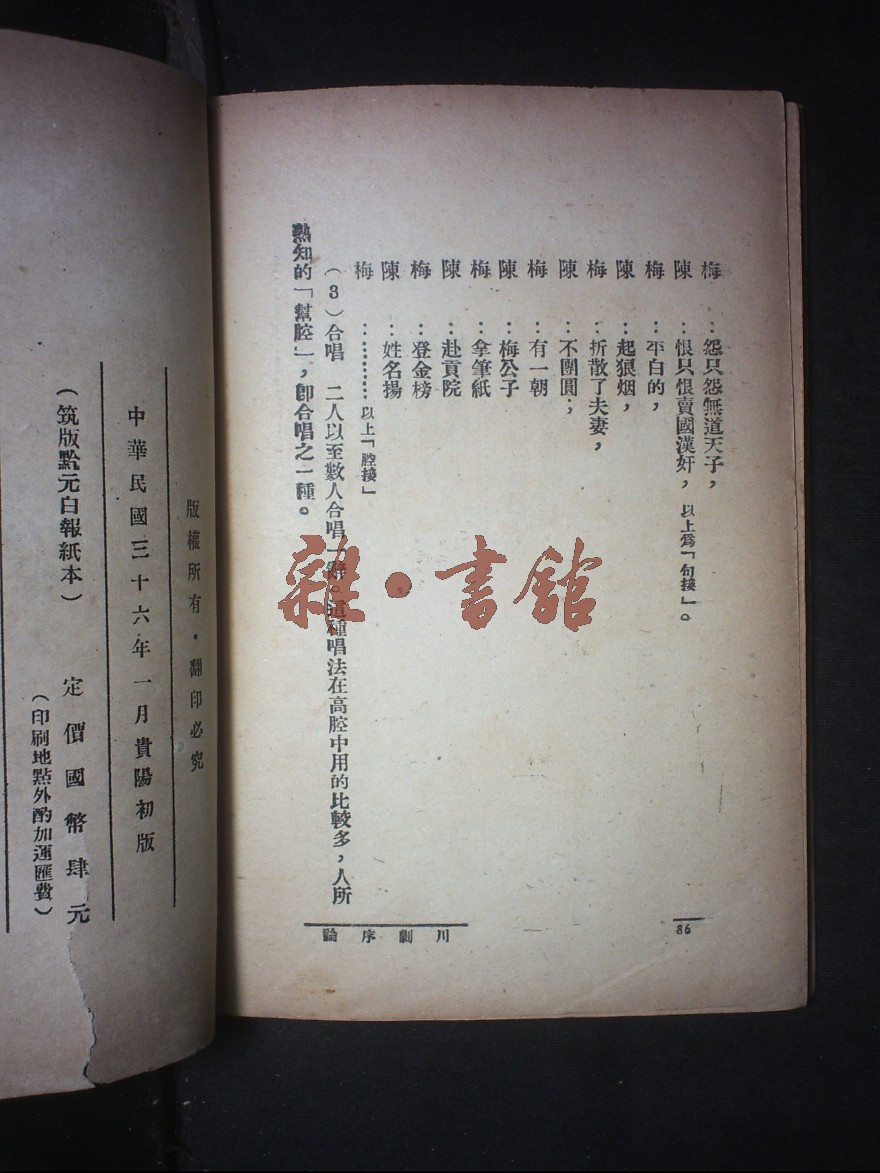 梅：怨只怨無道天子，
陳：恨只恨賣國漢奸，以上爲「句接」。
梅：平白的，
陳：起狼烟，
梅：折散了夫妻，
陳：不團圓；
梅：有一朝
陳：梅公子
梅：拿筆紙
陳：赴貢院
梅：登金榜
陳：姓名揚
梅：…………以上「腔接」
（3）合唱　二人以至數人合唱一辭。這種唱法在高腔中用的比較多，人所
熟知的「幫腔」，卽合唱之一種。
川劇序論
86
雜·書館
版權所有·翻印必究
中華民國三十六年一月貴陽初版
（筑版點元白報紙本）　定價國幣肆元
（印刷地點外酌加運匯費）